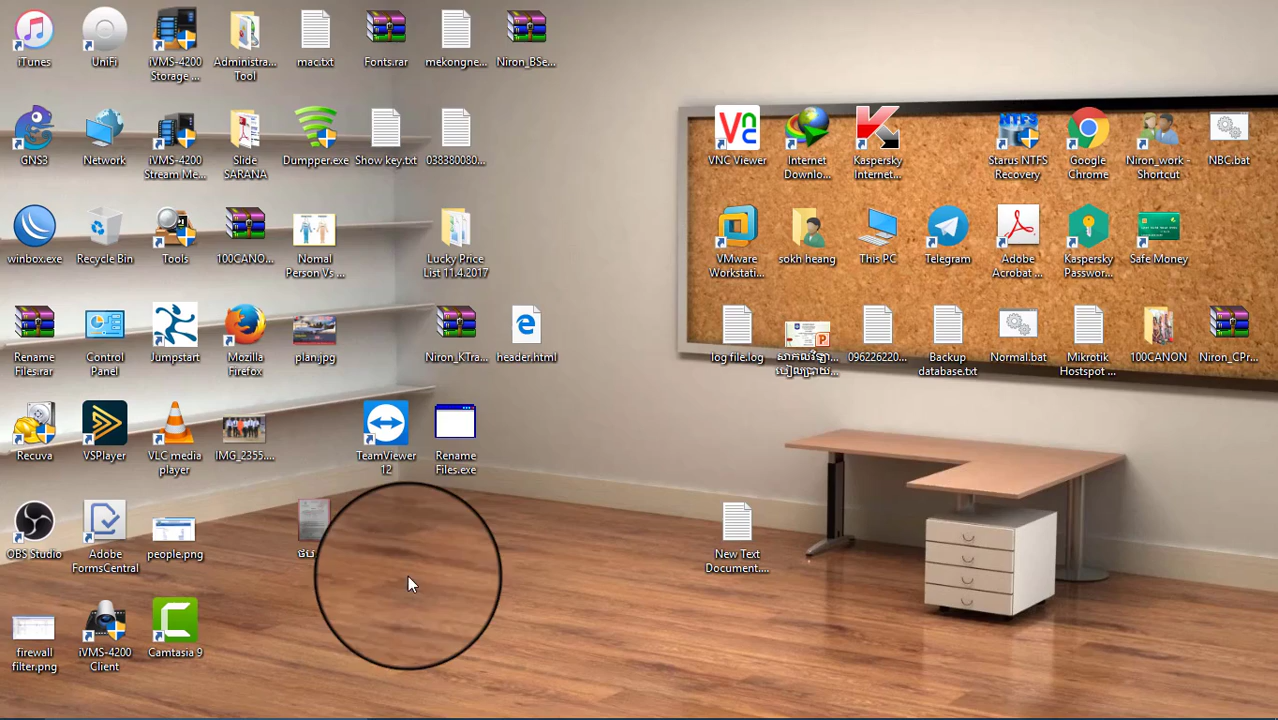 iTunes
UniFi
iVMS-4200
Storage ...
Administra...
Tool
mac.txt
Fonts.rar
mekongne...
Niron_BSe...
GNS3
Network
iVMS-4200
Stream Me...
Slide
SARANA
Dumpper.exe
Show key.txt
038380080...
VNC Viewer
Internet
Downlo...
Kaspersky
Internet...
Starus NTFS
Recovery
Google
Chrome
Niron_work -
Shortcut
NBC.bat
winbox.exe
Recycle Bin
Tools
100CANO...
Nomal
Person Vs ...
Lucky Price
List 11.4.2017
VMware
Workstati...
sokh heang
This PC
Telegram
Adobe
Acrobat ...
Kaspersky
Passwor...
Safe Money
Rename
Files.rar
Control
Panel
Jumpstart
Mozilla
Firefox
plan.jpg
Niron_KTra...
header.html
log file.log
096226220...
Backup
database.txt
Normal.bat
Mikrotik
Hostspot ...
100CANON
Niron_CPr...
Recuva
VSPlayer
VLC media
player
IMG_2355....
TeamViewer
12
Rename
Files.exe
OBS Studio
Adobe
FormsCentral
people.png
New Text
Document....
firewall
filter.png
iVMS-4200
Client
Camtasia 9